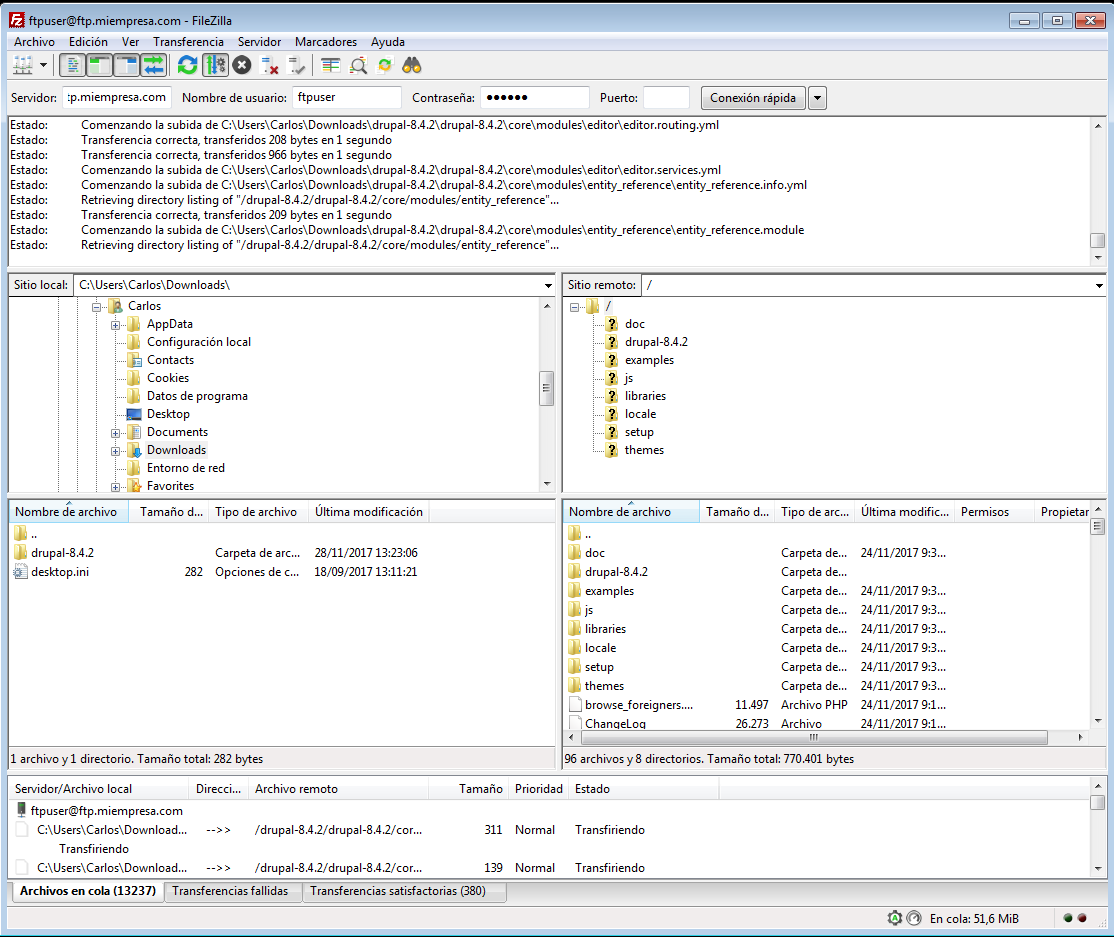 ftpuser@ftp.miempresa.com - FileZilla
Archivo Edición Ver Transferencia Servidor Marcadores Ayuda
Servidor: :p.miempresa.com Nombre de usuario: ftpuser Contraseña: ●●●●●● Puerto: Conexión rápida
Estado: Comenzando la subida de C:\Users\Carlos\Downloads\drupal-8.4.2\drupal-8.4.2\core\modules\editor\editor.routing.yml
Estado: Transferencia correcta, transferidos 208 bytes en 1 segundo
Estado: Transferencia correcta, transferidos 966 bytes en 1 segundo
Estado: Comenzando la subida de C:\Users\Carlos\Downloads\drupal-8.4.2\drupal-8.4.2\core\modules\editor\editor.services.yml
Estado: Comenzando la subida de C:\Users\Carlos\Downloads\drupal-8.4.2\drupal-8.4.2\core\modules\entity_reference\entity_reference.info.yml
Estado: Retrieving directory listing of "/drupal-8.4.2/drupal-8.4.2/core/modules/entity_reference"...
Estado: Transferencia correcta, transferidos 209 bytes en 1 segundo
Estado: Comenzando la subida de C:\Users\Carlos\Downloads\drupal-8.4.2\drupal-8.4.2\core\modules\entity_reference\entity_reference.module
Estado: Retrieving directory listing of "/drupal-8.4.2/drupal-8.4.2/core/modules/entity_reference"...
Sitio local: C:\Users\Carlos\Downloads\
Carlos
AppData
Configuración local
Contacts
Cookies
Datos de programa
Desktop
Documents
Downloads
Entorno de red
Favorites
Sitio remoto: /
/
doc
drupal-8.4.2
examples
js
libraries
locale
setup
themes
Nombre de archivo Tamaño d... Tipo de archivo Última modificación
..
drupal-8.4.2 Carpeta de arc... 28/11/2017 13:23:06
desktop.ini 282 Opciones de c... 18/09/2017 13:11:21
1 archivo y 1 directorio. Tamaño total: 282 bytes
Nombre de archivo Tamaño d... Tipo de arc... Última modific... Permisos Propietar
..
doc Carpeta de... 24/11/2017 9:3...
drupal-8.4.2 Carpeta de...
examples Carpeta de... 24/11/2017 9:3...
js Carpeta de... 24/11/2017 9:3...
libraries Carpeta de... 24/11/2017 9:3...
locale Carpeta de... 24/11/2017 9:3...
setup Carpeta de... 24/11/2017 9:3...
themes Carpeta de... 24/11/2017 9:3...
browse_foreigners.... 11.497 Archivo PHP 24/11/2017 9:1...
ChangeLog 26.273 Archivo 24/11/2017 9:1...
96 archivos y 8 directorios. Tamaño total: 770.401 bytes
Servidor/Archivo local Direcci... Archivo remoto Tamaño Prioridad Estado
ftpuser@ftp.miempresa.com
C:\Users\Carlos\Download... -->> /drupal-8.4.2/drupal-8.4.2/cor... 311 Normal Transfiriendo
Transfiriendo
C:\Users\Carlos\Download... -->> /drupal-8.4.2/drupal-8.4.2/cor... 139 Normal Transfiriendo
Archivos en cola (13237) Transferencias fallidas Transferencias satisfactorias (380)
En cola: 51,6 MiB